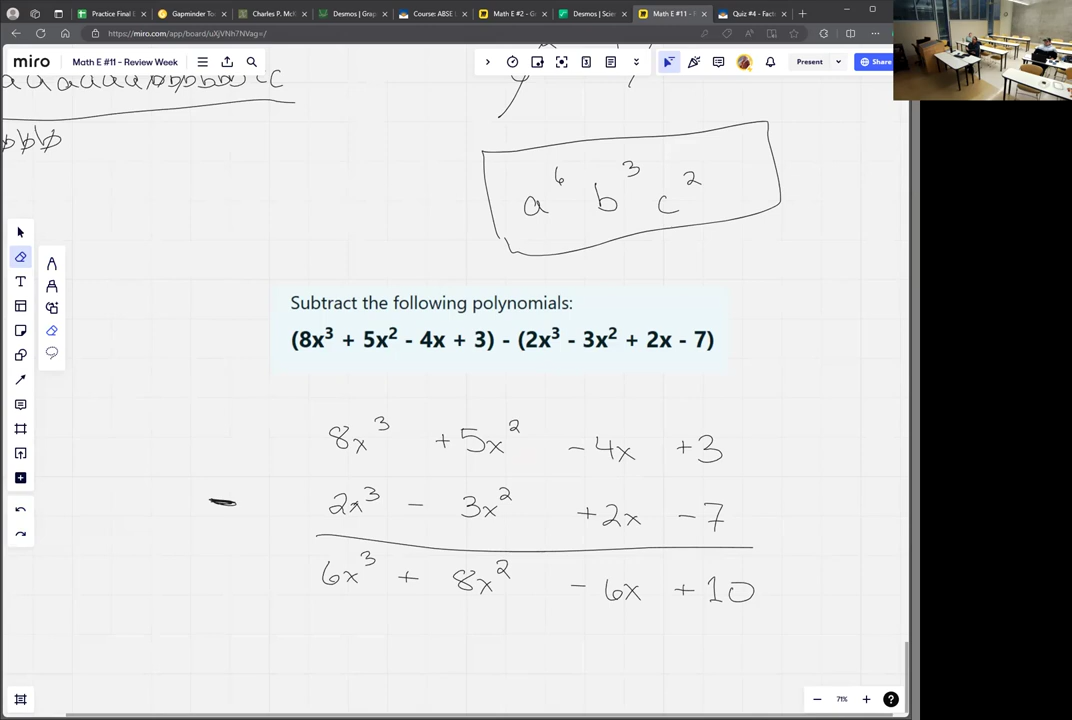 Practice Final E
Gapminder To
Charles P. McK
Desmos | Grap
Course: ABSE
Math E #2 - G
Desmos | Scie
Math E #11 - R
Quiz #4 - Fact
https://miro.com/app/board/uXjVNh7NVag=/
miro Math E #11 - Review Week
3
Present
Share
a⁶ b³ c²
Subtract the following polynomials:
(8x³ + 5x² - 4x + 3) - (2x³ - 3x² + 2x - 7)
8x³ + 5x² - 4x + 3
- 2x³ - 3x² + 2x - 7
6x³ + 8x² - 6x + 10
T
71%
?